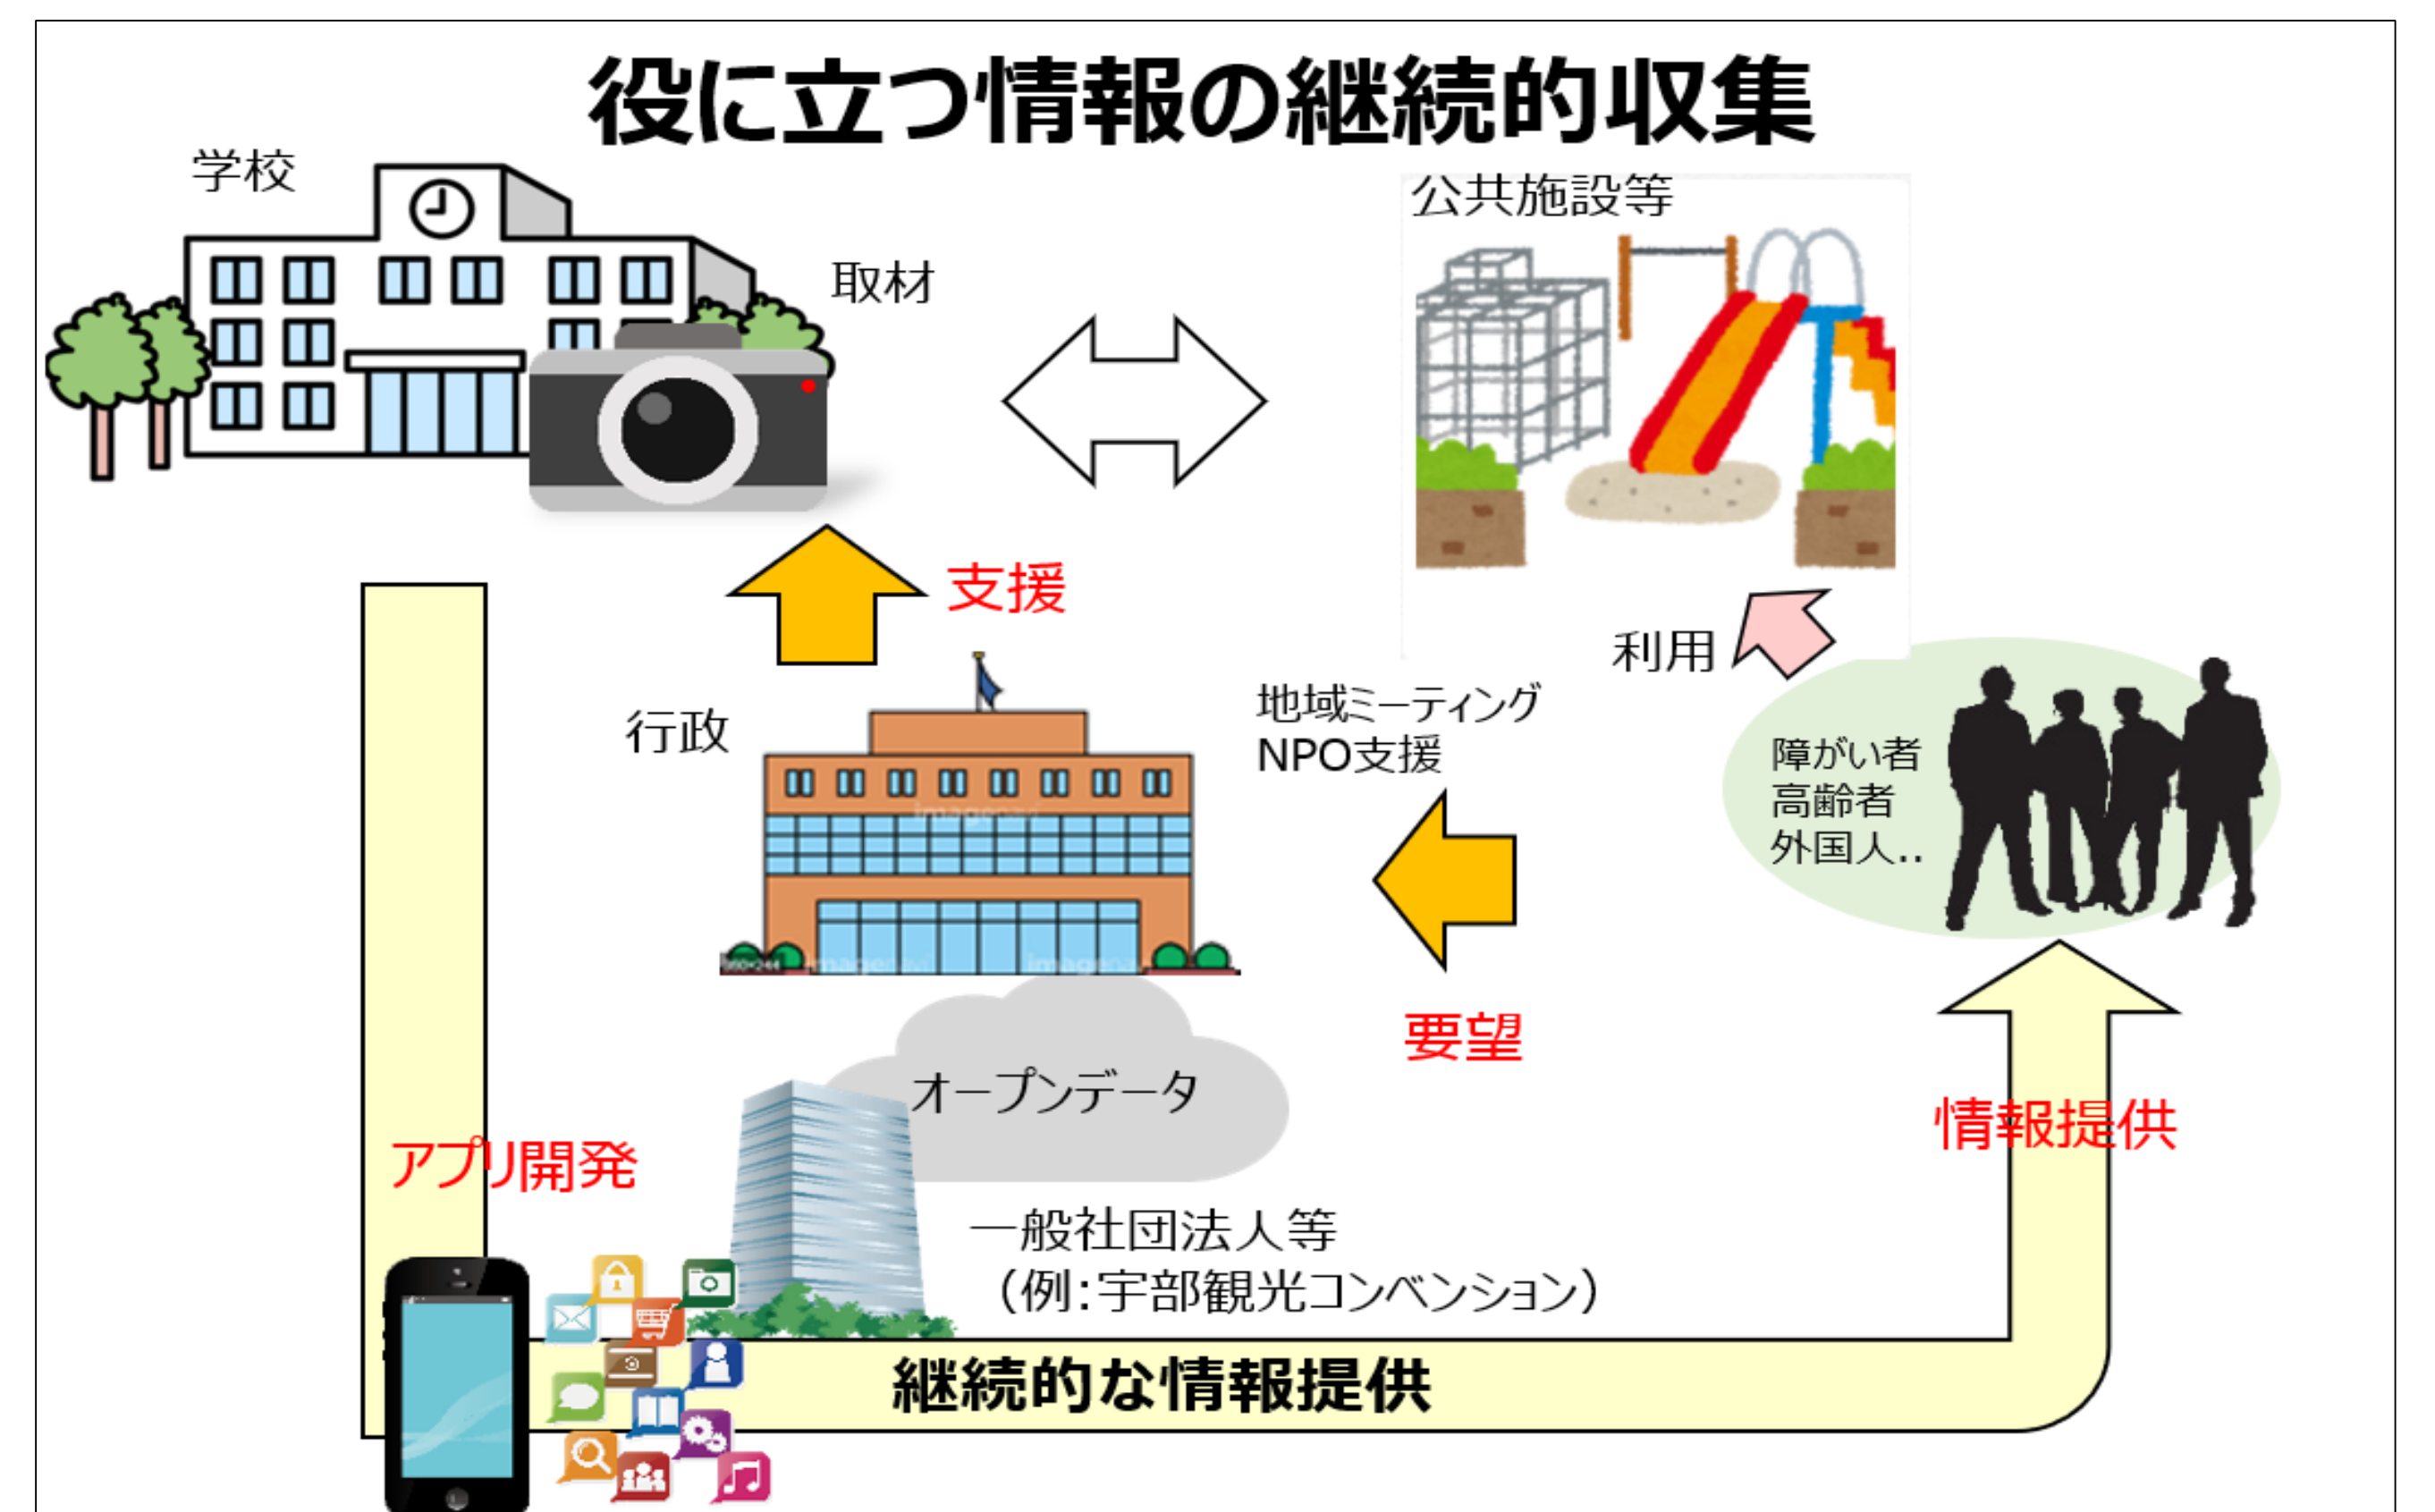 役に立つ情報の継続的収集
学校
公共施設等
取材
支援
利用
行政
地域ミーティング
NPO支援
障がい者
高齢者
外国人..
要望
オープンデータ
情報提供
アプリ開発
一般社団法人等
（例：宇部観光コンベンション）
継続的な情報提供